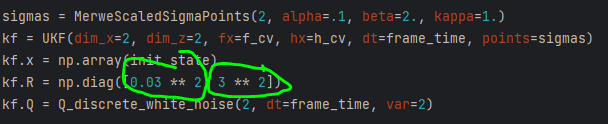 sigmas = MerweScaledSigmaPoints(2, alpha=.1, beta=2., kappa=1.)
kf = UKF(dim_x=2, dim_z=2, fx=f_cv, hx=h_cv, dt=frame_time, points=sigmas)
kf.x = np.array(init_state)
kf.R = np.diag([0.03 ** 2, 3 ** 2])
kf.Q = Q_discrete_white_noise(2, dt=frame_time, var=2)